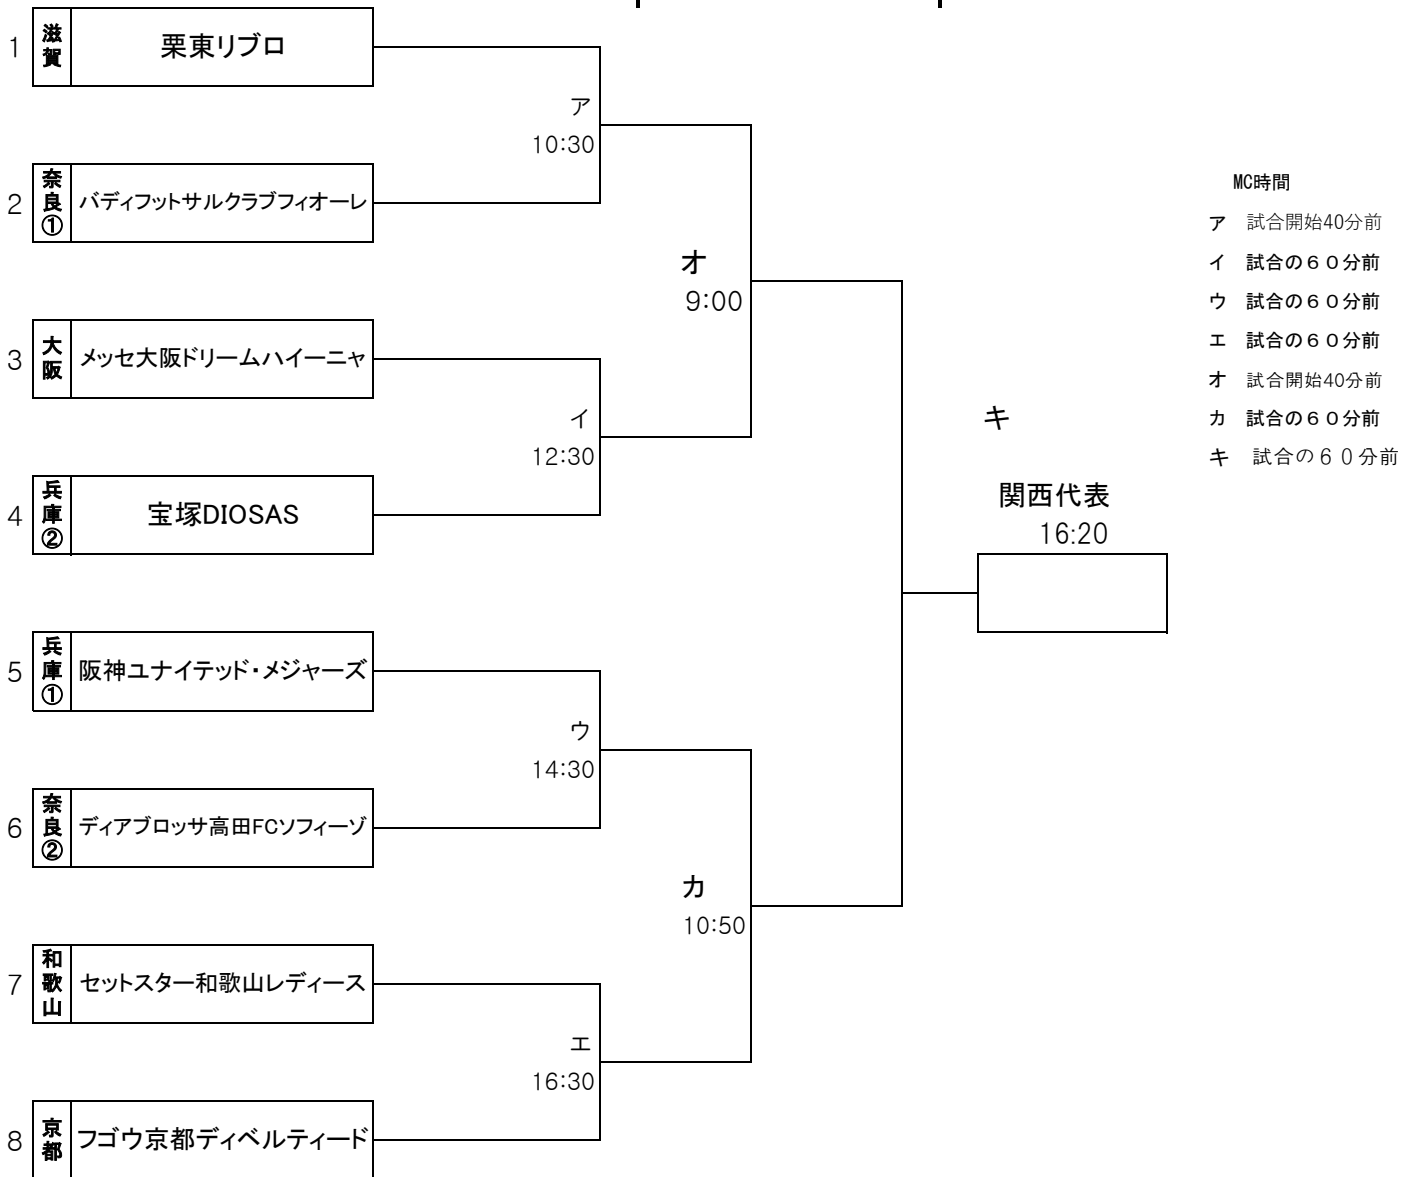 1
滋賀
栗東リブロ
ア
10:30
2
奈良①
バディフットサルクラブフィオーレ
オ
9:00
3
大阪
メッセ大阪ドリームハイーニャ
イ
12:30
4
兵庫②
宝塚DIOSAS
キ
関西代表
16:20
5
兵庫①
阪神ユナイテッド・メジャーズ
ウ
14:30
6
奈良②
ディアブロッサ高田FCソフィーゾ
カ
10:50
7
和歌山
セットスター和歌山レディース
エ
16:30
8
京都
フゴウ京都ディベルティード
MC時間
ア 試合開始40分前
イ 試合の６０分前
ウ 試合の６０分前
エ 試合の６０分前
オ 試合開始40分前
カ 試合の６０分前
キ 試合の６０分前